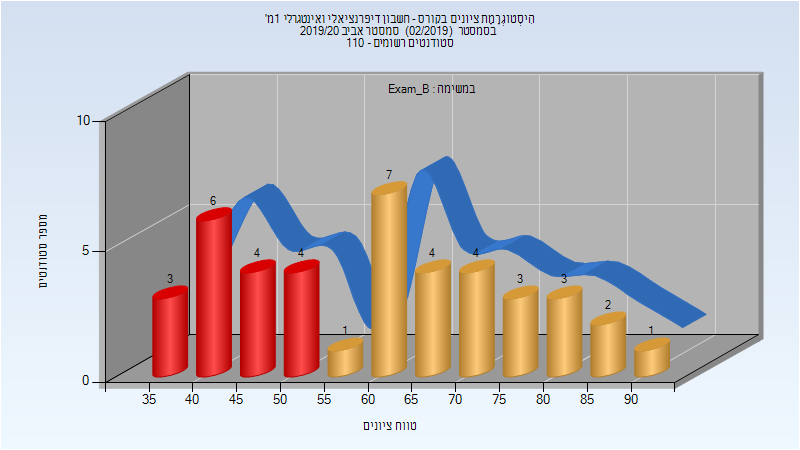 היסטוגרמת ציונים בקורס - חשבון דיפרנציאלי ואינטגרלי 1מ'
בסמסטר (02/2019) סמסטר אביב 2019/20
סטודנטים רשומים - 110
במשימה : Exam_B
מספר סטודנטים
10
5
0
3
6
4
4
1
7
4
4
3
3
2
1
35 40 45 50 55 60 65 70 75 80 85 90
טווח ציונים